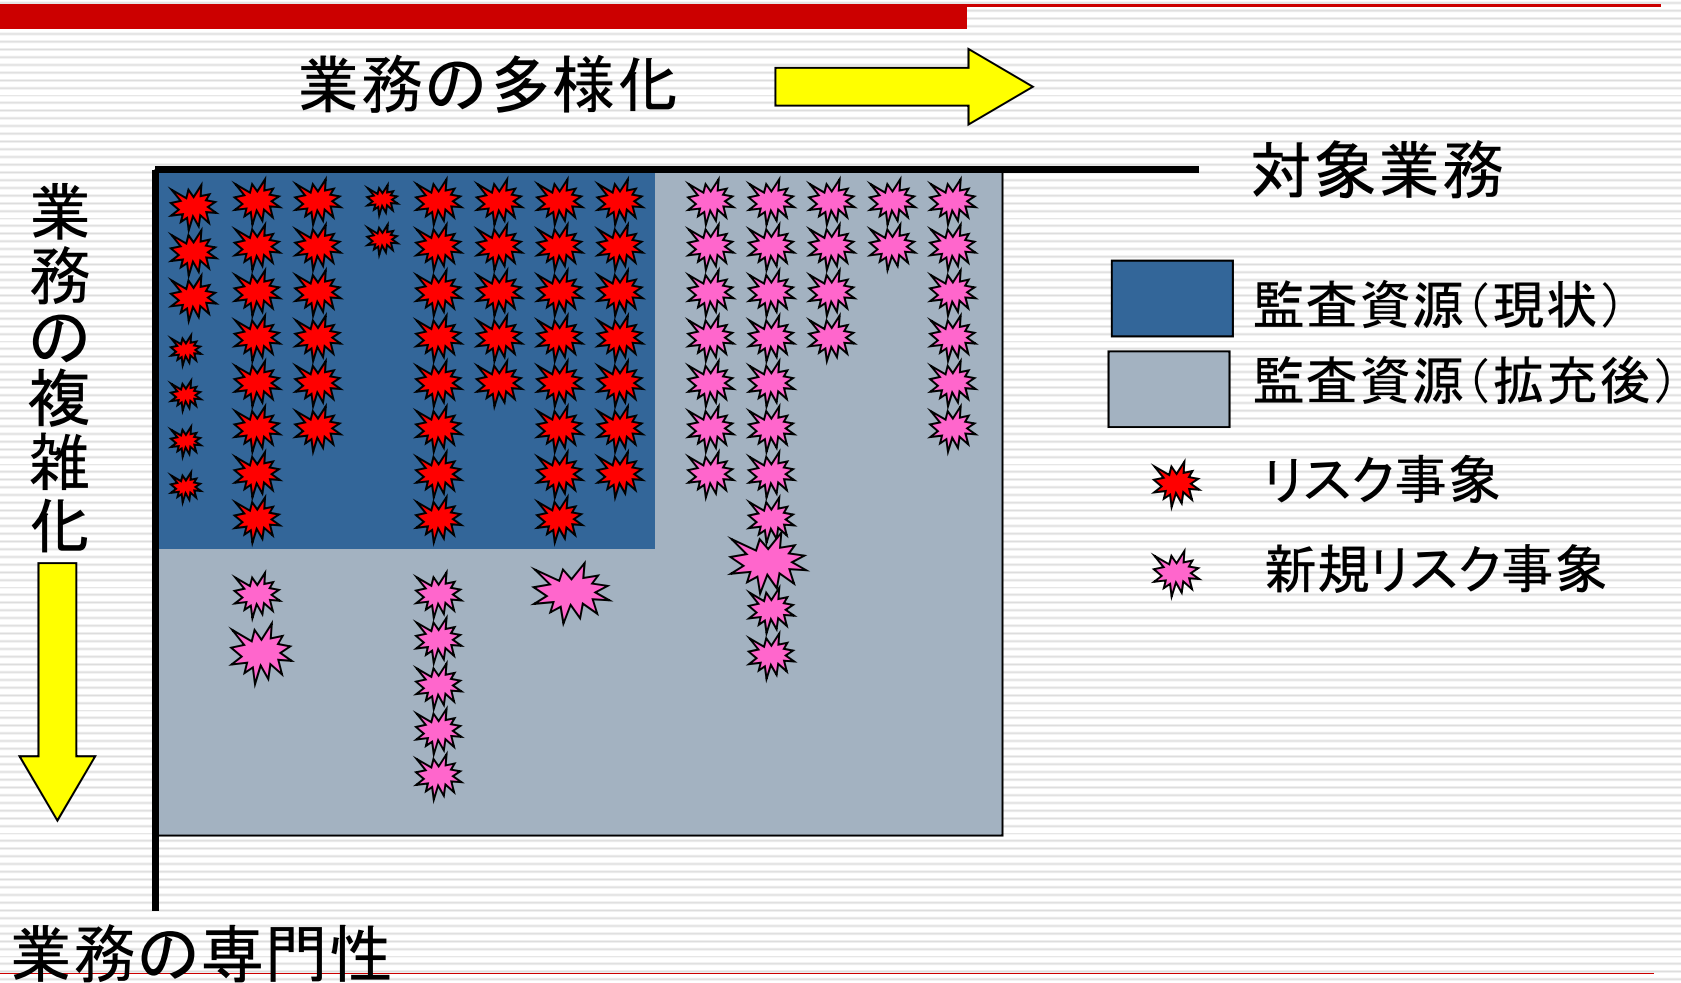 業務の多様化
対象業務
業務の複雑化
監査資源（現状）
監査資源（拡充後）
リスク事象
新規リスク事象
業務の専門性